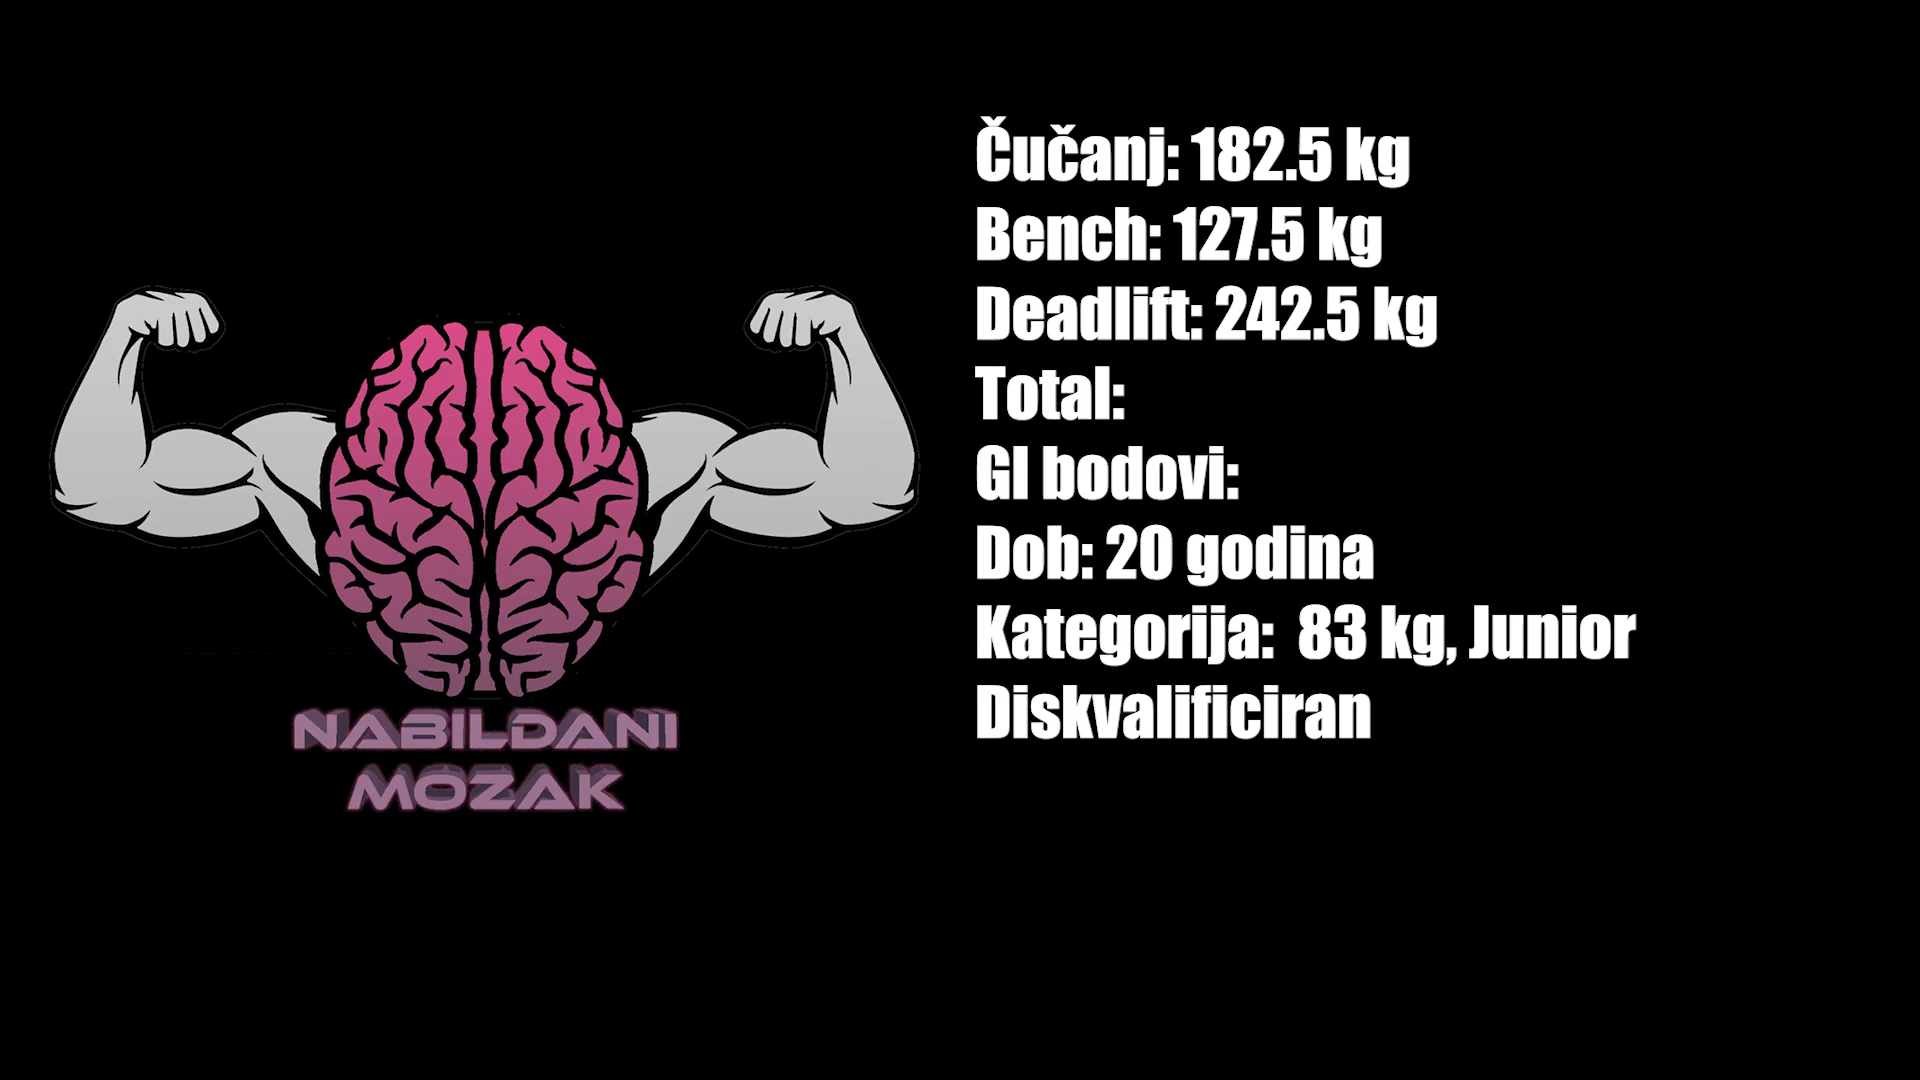 NABILDANI
MOZAK
Čučanj: 182.5 kg
Bench: 127.5 kg
Deadlift: 242.5 kg
Total:
Gl bodovi:
Dob: 20 godina
Kategorija:  83 kg, Junior
Diskvalificiran